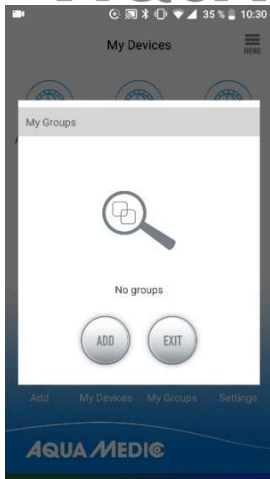 35 % 10:30
My Devices
MENU
My Groups
No groups
ADD EXIT
Add My Devices My Groups Settings
AQUA MEDIC